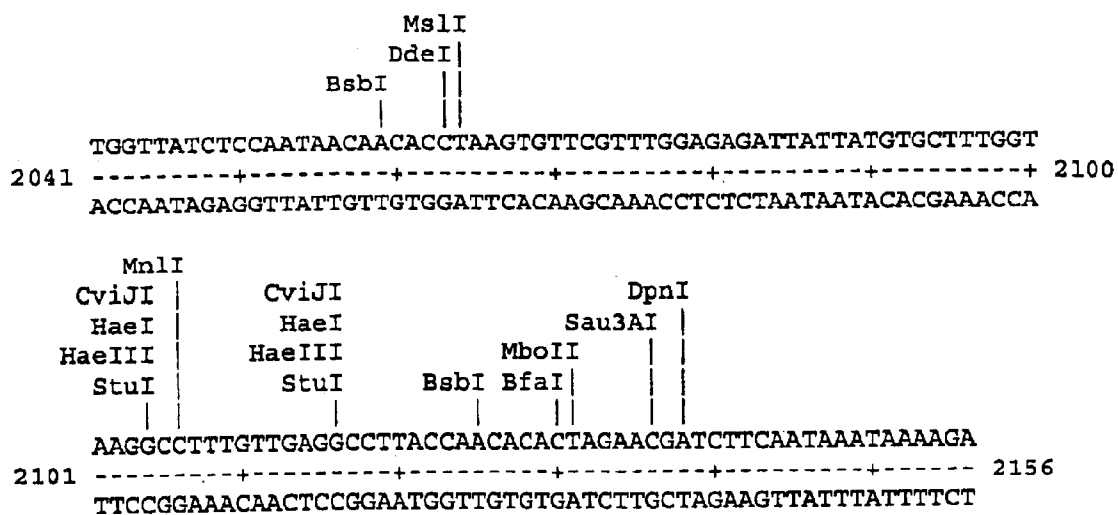 MslI
DdeI
BsbI
TGGTTATCTCCAATAACAACACCTAAGTGTTCGTTTGGAGAGATTATTATGTGCTTTGGT
2041 ---------+---------+---------+---------+---------+---------+ 2100
ACCAATAGAGGTTATTGTTGTGGATTCACAAGCAAACCTCTCTAATAATACACGAAACCA
MnlI
CviJI CviJI DpnI
HaeI HaeI Sau3AI
HaeIII HaeIII MboII
StuI StuI BsbI BfaI
AAGGCCTTTGTTGAGGCCTTACCAACACACTAGAACGATCTTCAATAAATAAAAGA
2101 ---------+---------+---------+---------+---------+------ 2156
TTCCGGAAACAACTCCGGAATGGTTGTGTGATCTTGCTAGAAGTTATTTATTTTCT